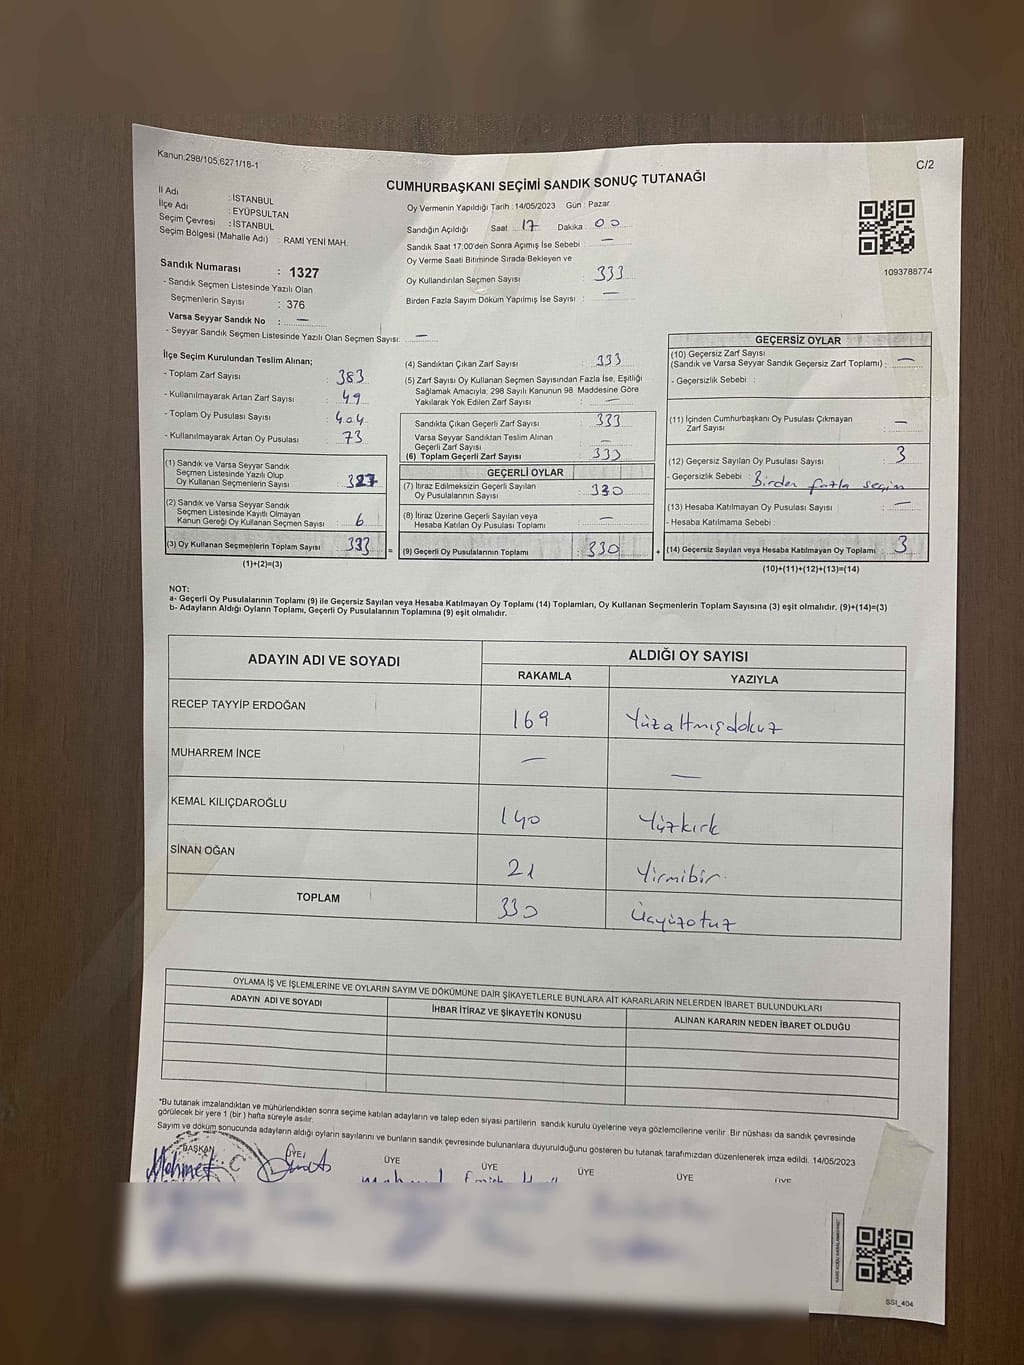 Kanun;298/105,6271/18-1
C/2
CUMHURBAŞKANI SEÇİMİ SANDIK SONUÇ TUTANAĞI
İl Adı : İSTANBUL
İlçe Adı : EYÜPSULTAN
Seçim Çevresi : İSTANBUL
Seçim Bölgesi (Mahalle Adı) : RAMI YENİ MAH.
Sandık Numarası : 1327
- Sandık Seçmen Listesinde Yazılı Olan
Seçmenlerin Sayısı : 376
Varsa Seyyar Sandık No : —
- Seyyar Sandık Seçmen Listesinde Yazılı Olan Seçmen Sayısı: —
Oy Vermenin Yapıldığı Tarih : 14/05/2023 Gün : Pazar
Sandığın Açıldığı Saat 17 Dakika 00
Sandık Saat 17:00'den Sonra Açımış İse Sebebi —
Oy Verme Saati Bitiminde Sırada Bekleyen ve
Oy Kullandırılan Seçmen Sayısı 333
Birden Fazla Sayım Döküm Yapılmış İse Sayısı : —
1093788774
İlçe Seçim Kurulundan Teslim Alınan;
- Toplam Zarf Sayısı : 383
- Kullanılmayarak Artan Zarf Sayısı : 49
- Toplam Oy Pusulası Sayısı : 404
- Kullanılmayarak Artan Oy Pusulası : 73
(1) Sandık ve Varsa Seyyar Sandık
Seçmen Listesinde Yazılı Olup
Oy Kullanan Seçmenlerin Sayısı : 327
(2) Sandık ve Varsa Seyyar Sandık
Seçmen Listesinde Kayıtlı Olmayan
Kanun Gereği Oy Kullanan Seçmen Sayısı : 6
(3) Oy Kullanan Seçmenlerin Toplam Sayısı : 333
(1)+(2)=(3)
(4) Sandıktan Çıkan Zarf Sayısı : 333
(5) Zarf Sayısı Oy Kullanan Seçmen Sayısından Fazla İse, Eşitliği
Sağlamak Amacıyla; 298 Sayılı Kanunun 98. Maddesine Göre
Yakılarak Yok Edilen Zarf Sayısı : —
Sandıkta Çıkan Geçerli Zarf Sayısı : 333
Varsa Seyyar Sandıktan Teslim Alınan
Geçerli Zarf Sayısı : —
(6) Toplam Geçerli Zarf Sayısı : 333
GEÇERLİ OYLAR
(7) İtiraz Edilmeksizin Geçerli Sayılan
Oy Pusulalarının Sayısı : 330
(8) İtiraz Üzerine Geçerli Sayılan veya
Hesaba Katılan Oy Pusulası Toplamı : —
= (9) Geçerli Oy Pusulalarının Toplamı : 330
GEÇERSİZ OYLAR
(10) Geçersiz Zarf Sayısı
(Sandık ve Varsa Seyyar Sandık Geçersiz Zarf Toplamı) : —
- Geçersizlik Sebebi :
(11) İçinden Cumhurbaşkanı Oy Pusulası Çıkmayan
Zarf Sayısı : —
(12) Geçersiz Sayılan Oy Pusulası Sayısı : 3
- Geçersizlik Sebebi : Birden fazla seçim
(13) Hesaba Katılmayan Oy Pusulası Sayısı : —
- Hesaba Katılmama Sebebi :
+ (14) Geçersiz Sayılan veya Hesaba Katılmayan Oy Toplamı : 3
(10)+(11)+(12)+(13)=(14)
NOT:
a- Geçerli Oy Pusulalarının Toplamı (9) ile Geçersiz Sayılan veya Hesaba Katılmayan Oy Toplamı (14) Toplamları, Oy Kullanan Seçmenlerin Toplam Sayısına (3) eşit olmalıdır. (9)+(14)=(3)
b- Adayların Aldığı Oyların Toplamı, Geçerli Oy Pusulalarının Toplamına (9) eşit olmalıdır.
ADAYIN ADI VE SOYADI
ALDIĞI OY SAYISI
RAKAMLA YAZIYLA
RECEP TAYYİP ERDOĞAN 169 Yüzaltmışdokuz
MUHARREM İNCE — —
KEMAL KILIÇDAROĞLU 140 Yüzkırk
SİNAN OĞAN 21 Yirmibir
TOPLAM 330 Üçyüzotuz
OYLAMA İŞ VE İŞLEMLERİNE VE OYLARIN SAYIM VE DÖKÜMÜNE DAİR ŞİKAYETLERLE BUNLARA AİT KARARLARIN NELERDEN İBARET BULUNDUKLARI
ADAYIN ADI VE SOYADI İHBAR İTİRAZ VE ŞİKAYETİN KONUSU ALINAN KARARIN NEDEN İBARET OLDUĞU
*Bu tutanak imzalandıktan ve mühürlendikten sonra seçime katılan adayların ve talep eden siyasi partilerin sandık kurulu üyelerine veya gözlemcilerine verilir. Bir nüshası da sandık çevresinde
görülecek bir yere 1 (bir) hafta süreyle asılır.
Sayım ve döküm sonucunda adayların aldığı oyların sayılarını ve bunların sandık çevresinde bulunanlara duyurulduğunu gösteren bu tutanak tarafımızdan düzenlenerek imza edildi. 14/05/2023
BAŞKAN ÜYE ÜYE ÜYE ÜYE ÜYE ÜYE
Mehmet
SSI_404